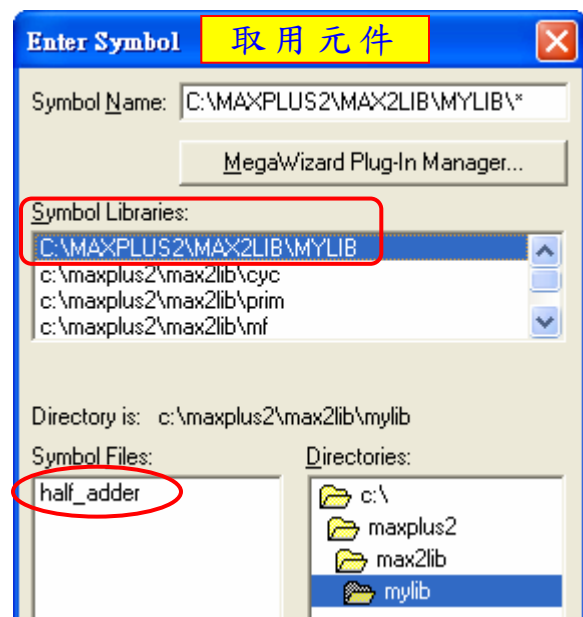 Enter Symbol 取用元件
Symbol Name: C:\MAXPLUS2\MAX2LIB\MYLIB\*
MegaWizard Plug-In Manager...
Symbol Libraries:
C:\MAXPLUS2\MAX2LIB\MYLIB
c:\maxplus2\max2lib\cyc
c:\maxplus2\max2lib\prim
c:\maxplus2\max2lib\mf
Directory is: c:\maxplus2\max2lib\mylib
Symbol Files:
half_adder
Directories:
c:\
maxplus2
max2lib
mylib